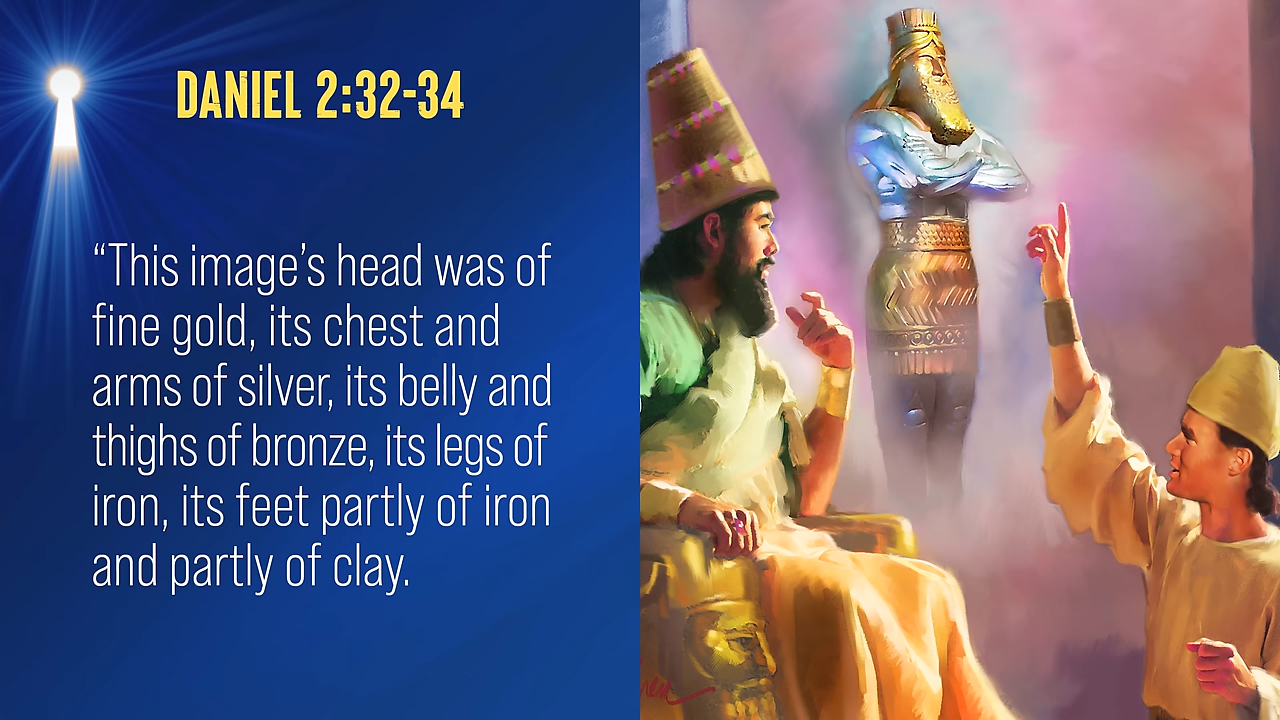 DANIEL 2:32-34
“This image’s head was of
fine gold, its chest and
arms of silver, its belly and
thighs of bronze, its legs of
iron, its feet partly of iron
and partly of clay.